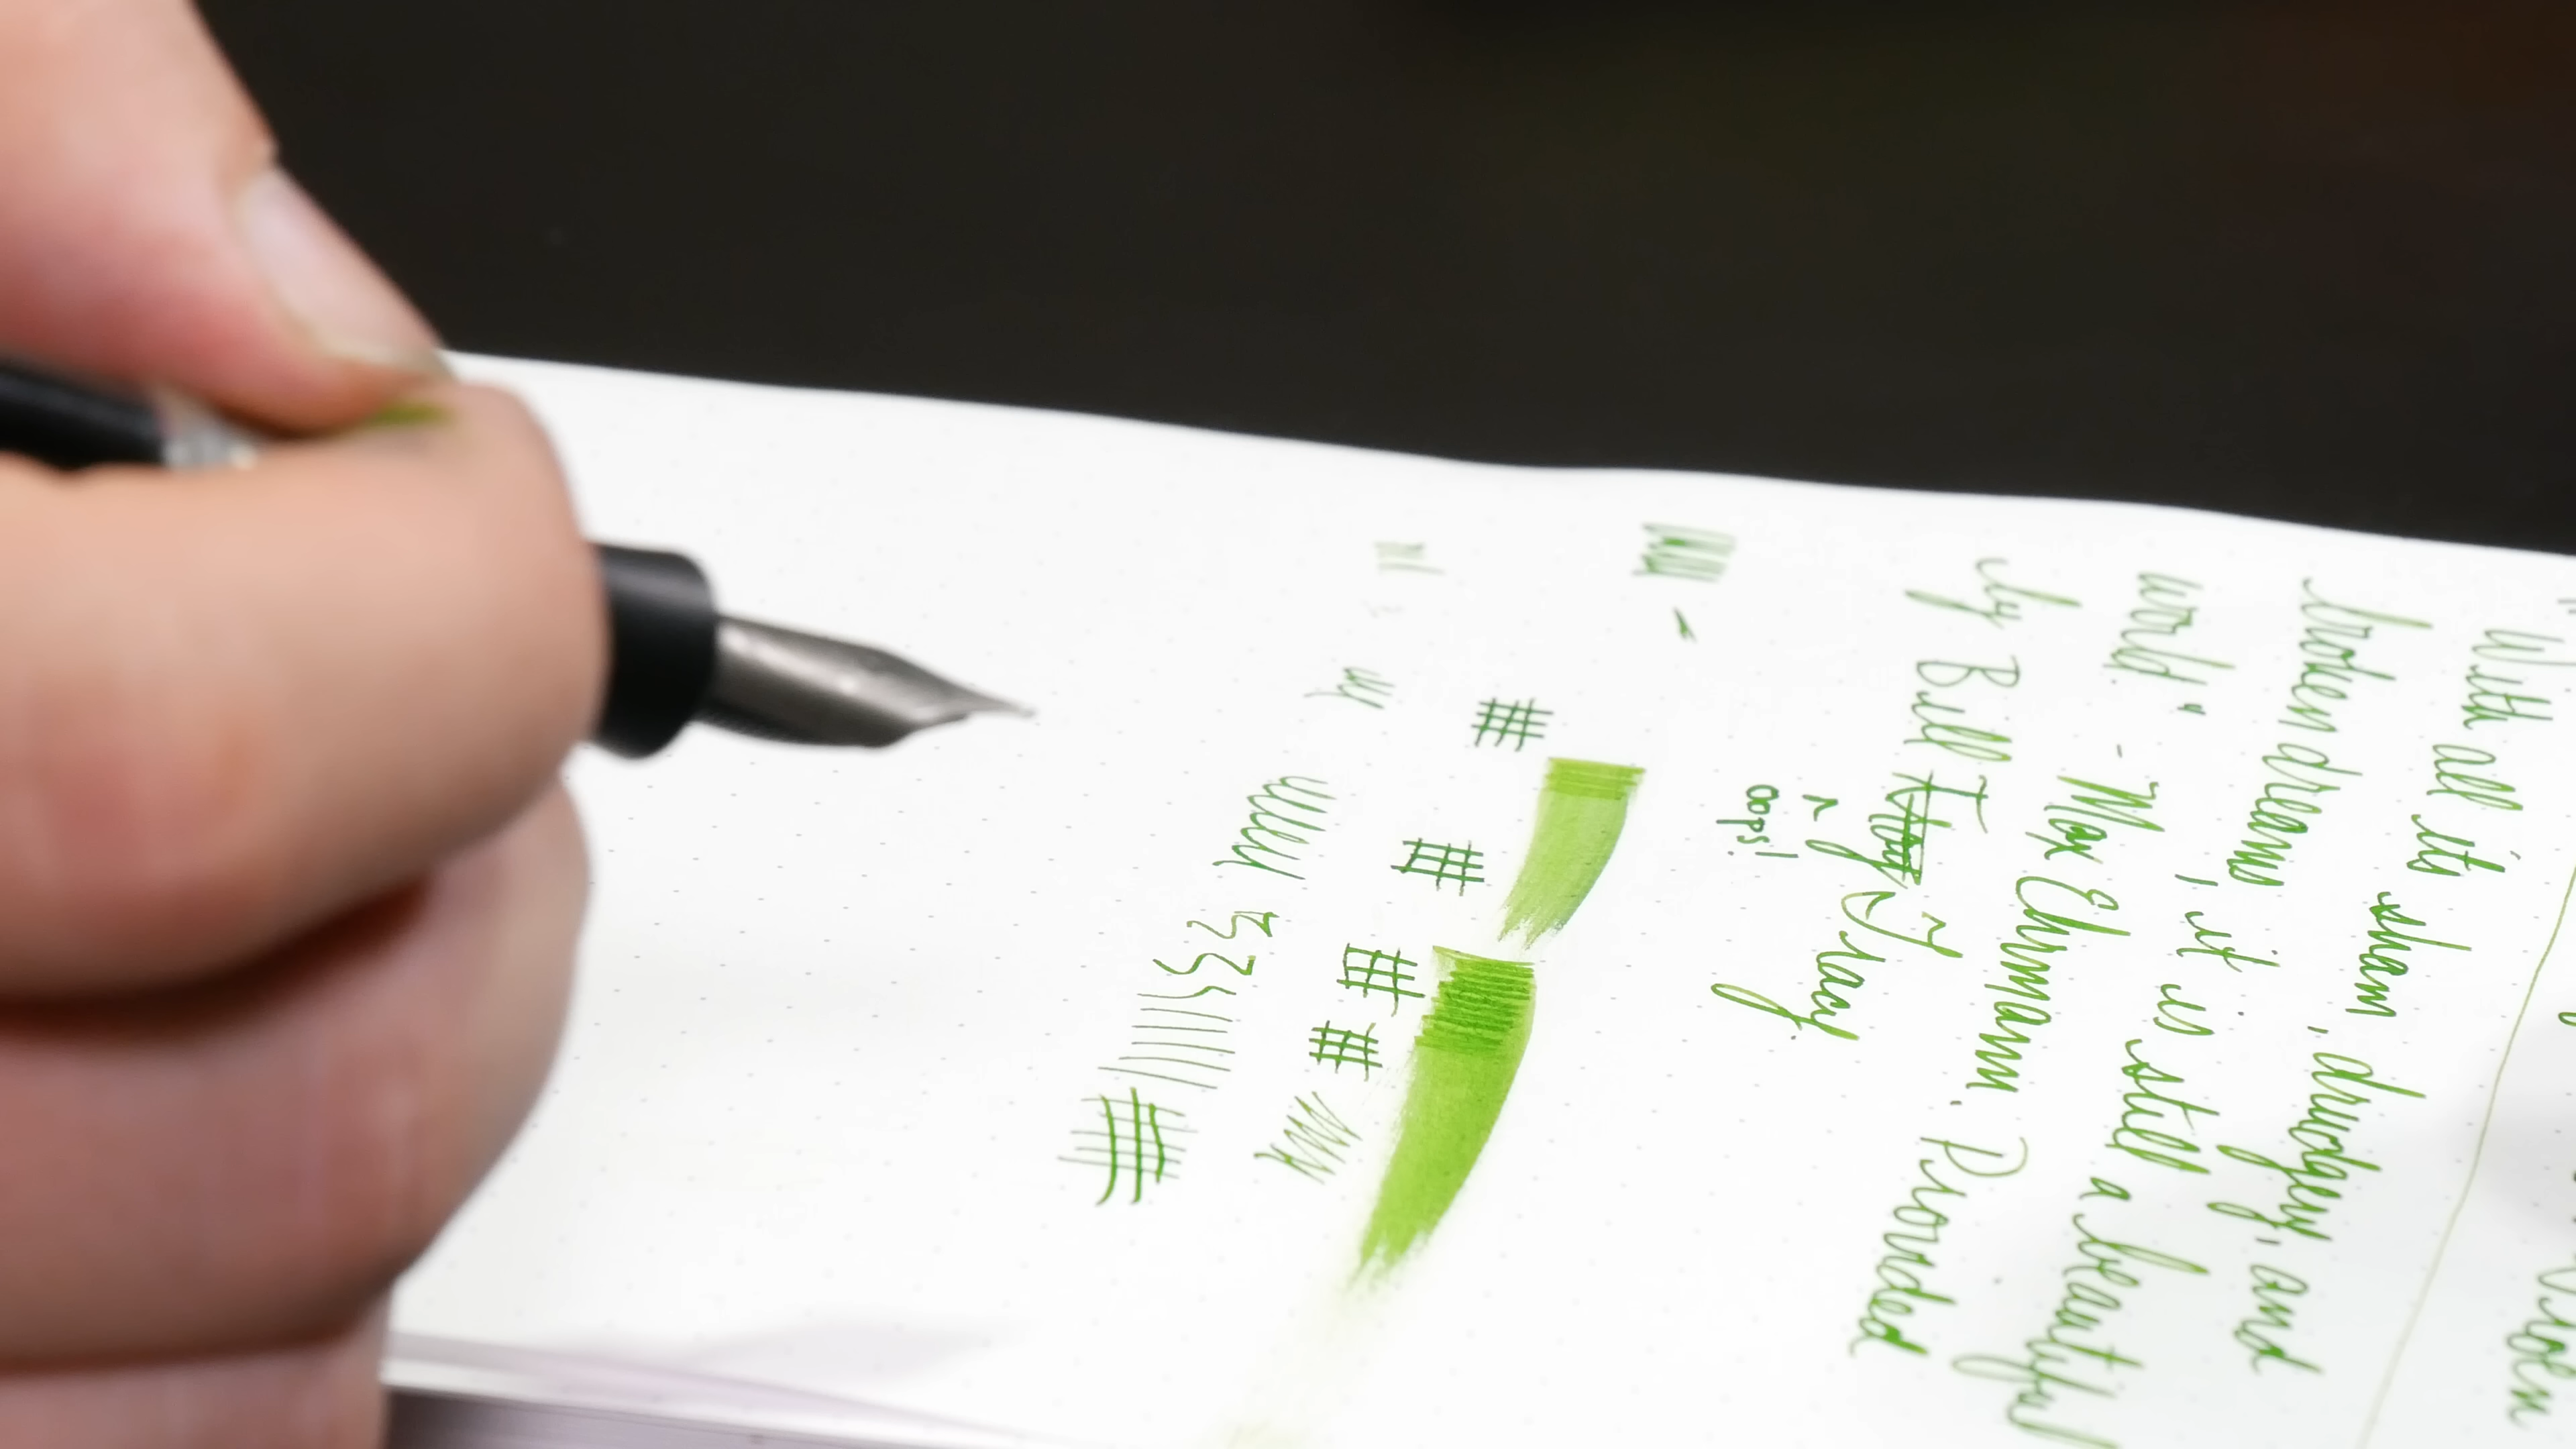 With all its sham, drudgery, and
broken dreams, it is still a beautiful
world." - Max Ehrmann. Provided
by Bill Tracy
oops!